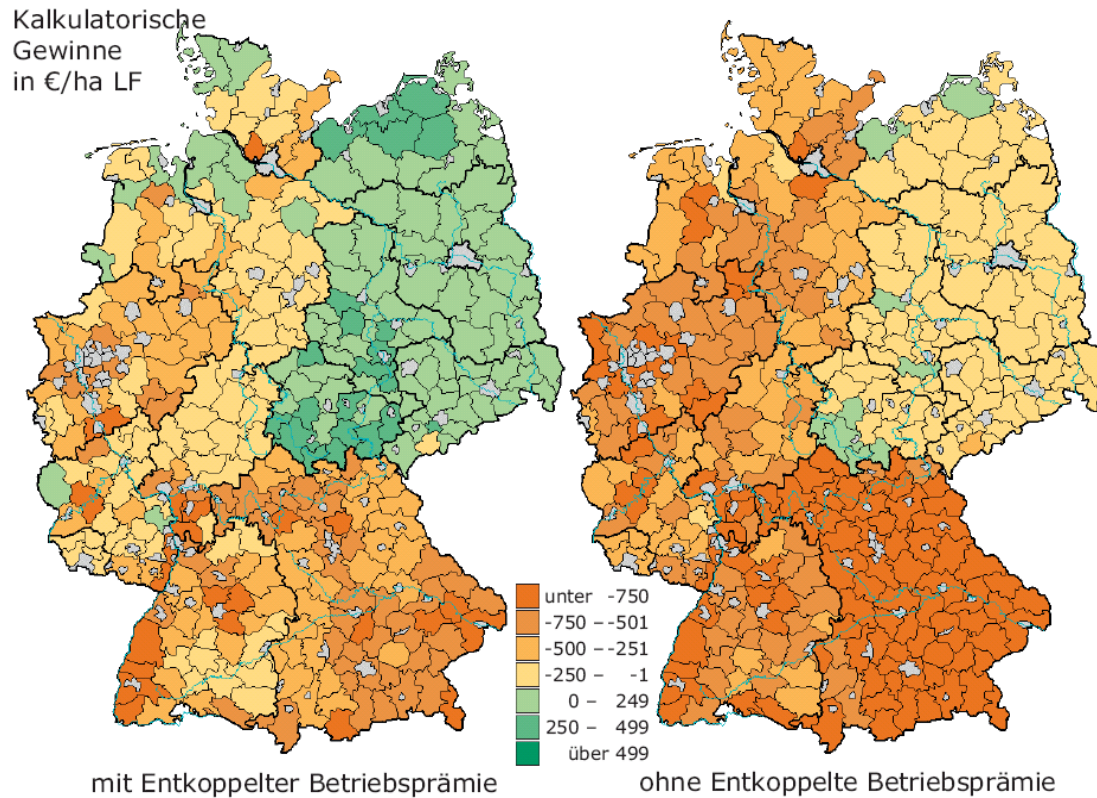 Kalkulatorische
Gewinne
in €/ha LF
unter -750
-750 – -501
-500 – -251
-250 – -1
0 – 249
250 – 499
über 499
mit Entkoppelter Betriebsprämie
ohne Entkoppelte Betriebsprämie